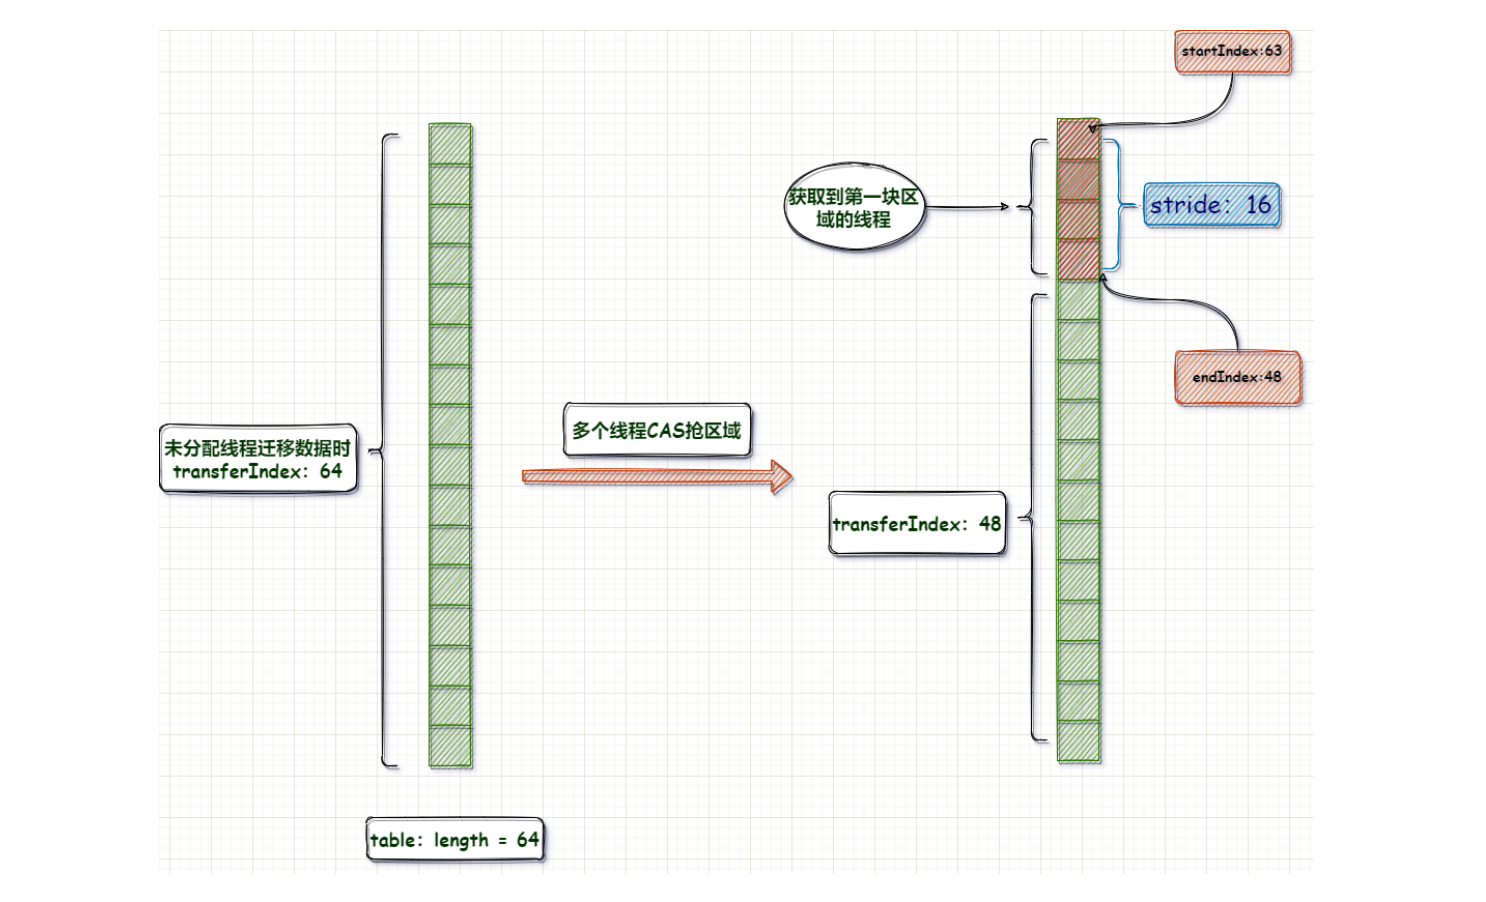 startIndex:63
获取到第一块区
域的线程
stride: 16
endIndex:48
多个线程CAS抢区域
未分配线程迁移数据时
transferIndex: 64
transferIndex: 48
table: length = 64